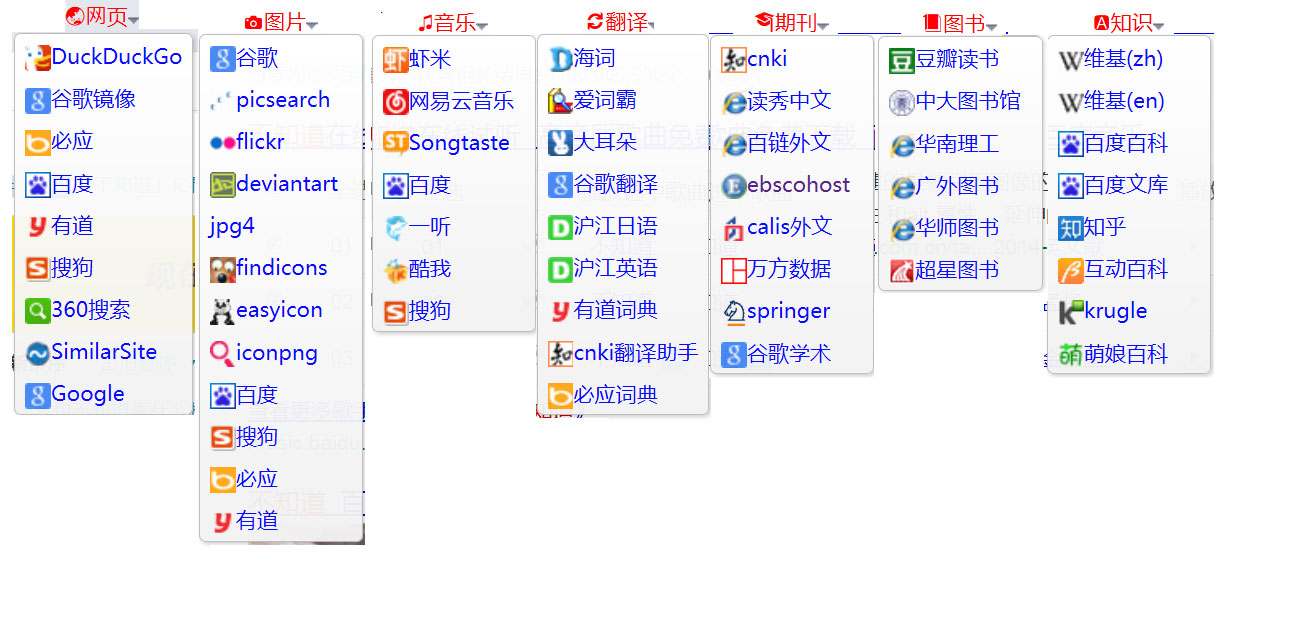 网页
DuckDuckGo
谷歌镜像
必应
百度
有道
搜狗
360搜索
SimilarSite
Google
图片
谷歌
picsearch
flickr
deviantart
jpg4
findicons
easyicon
iconpng
百度
搜狗
必应
有道
音乐
虾米
网易云音乐
Songtaste
百度
一听
酷我
搜狗
翻译
海词
爱词霸
大耳朵
谷歌翻译
沪江日语
沪江英语
有道词典
cnki翻译助手
必应词典
期刊
cnki
读秀中文
百链外文
ebscohost
calis外文
万方数据
springer
谷歌学术
图书
豆瓣读书
中大图书馆
华南理工
广外图书
华师图书
超星图书
知识
维基(zh)
维基(en)
百度百科
百度文库
知乎
互动百科
krugle
萌娘百科